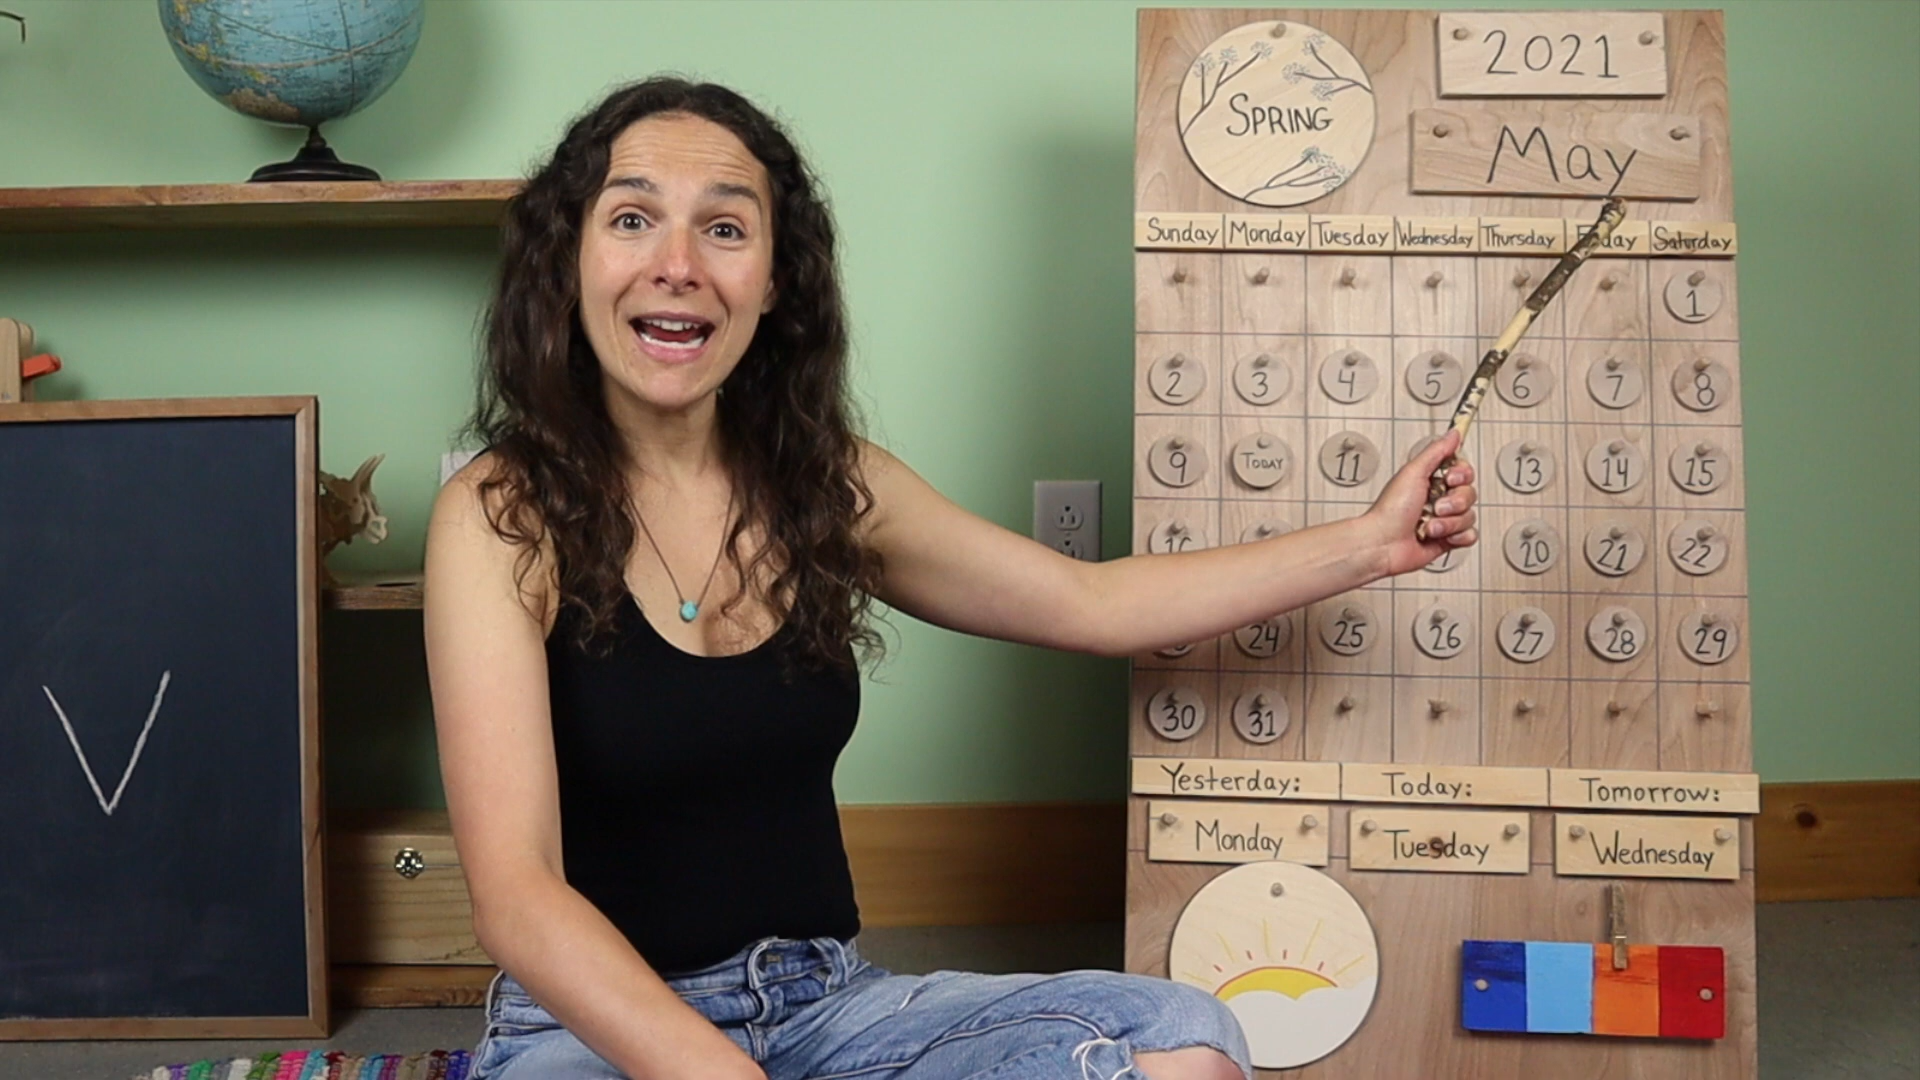 2021
SPRING
May
Sunday Monday Tuesday Wednesday Thursday Friday Saturday
1
2 3 4 5 6 7 8
9 TODAY 11 13 14 15
16 20 21 22
24 25 26 27 28 29
30 31
Yesterday: Today: Tomorrow:
Monday Tuesday Wednesday
V